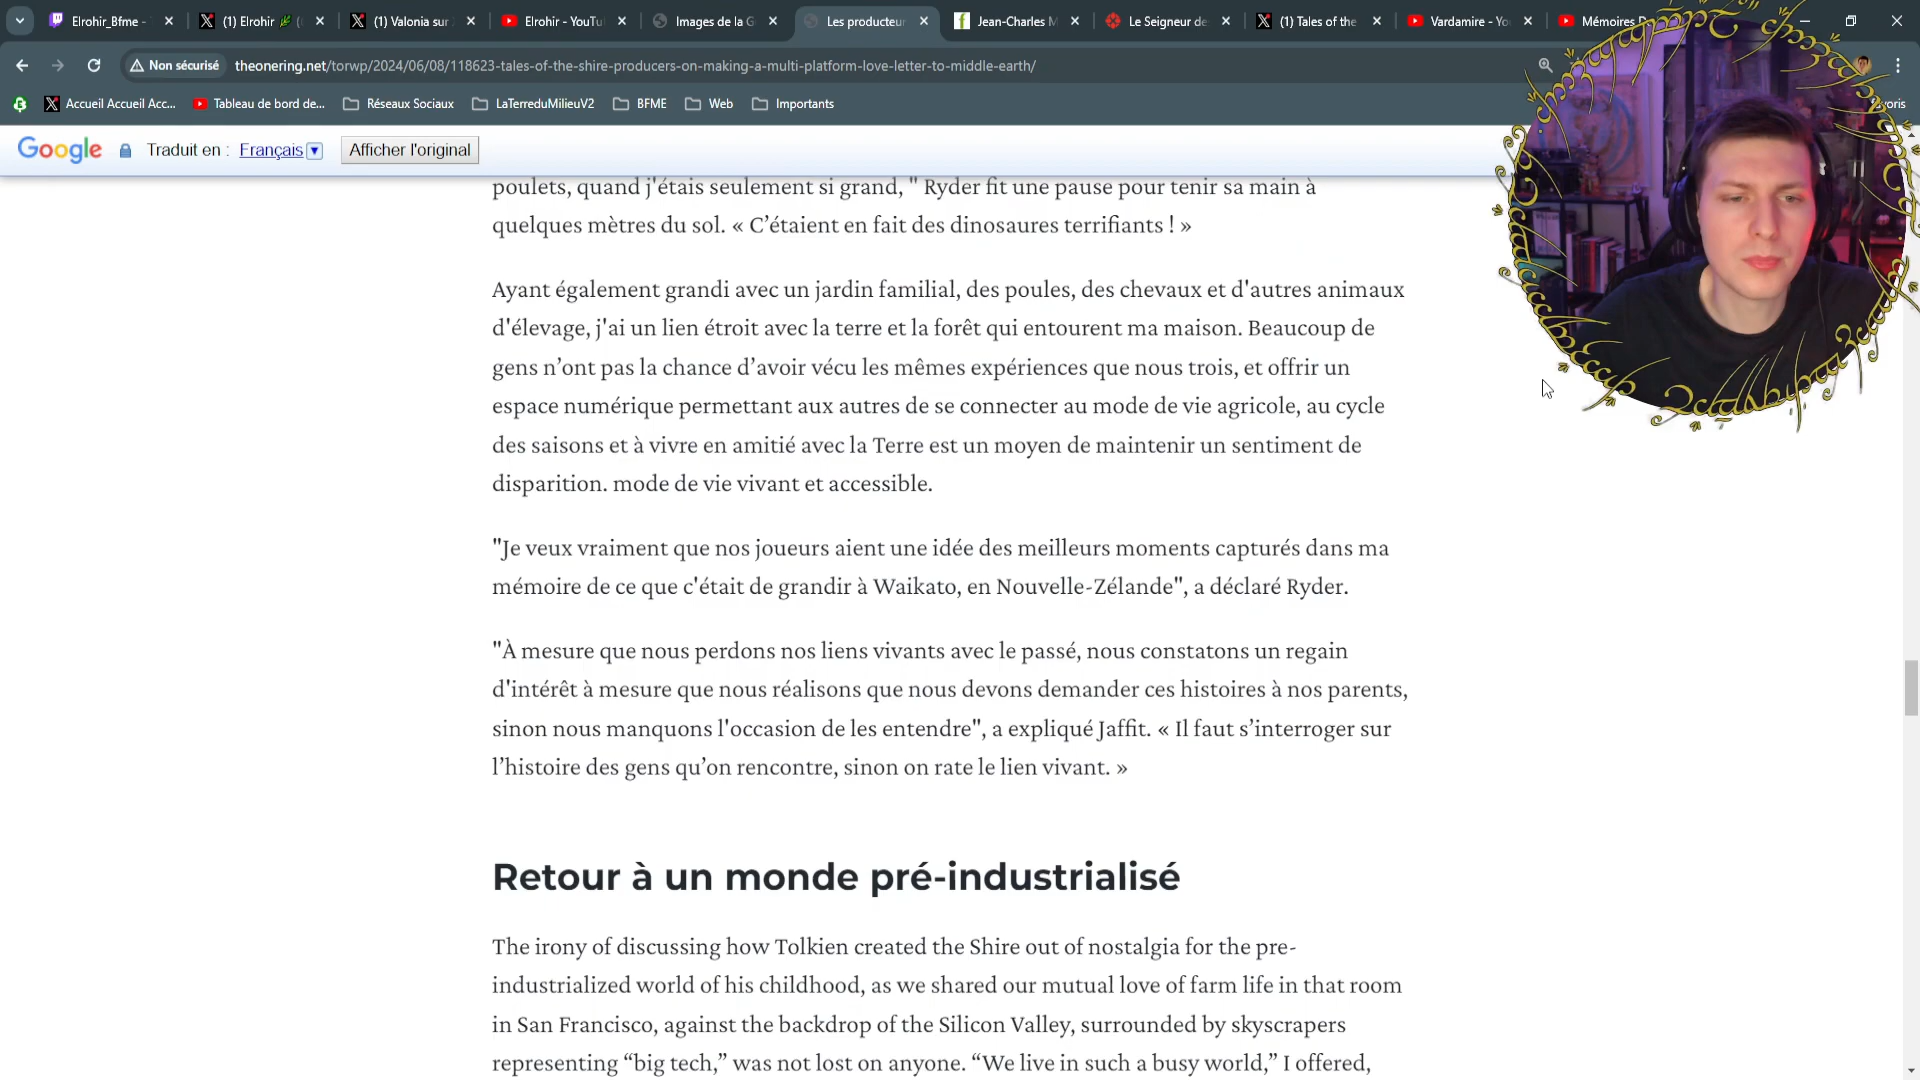 Elrohir_Bfme -
(1) Elrohir
(1) Valonia sur
Elrohir - YouTu
Images de la G
Les producteur
Jean-Charles M
Le Seigneur de
(1) Tales of the
Vardamire - Yo
Mémoires D
Non sécurisé
theonering.net/torwp/2024/06/08/118623-tales-of-the-shire-producers-on-making-a-multi-platform-love-letter-to-middle-earth/
Accueil Accueil Acc...
Tableau de bord de...
Réseaux Sociaux
LaTerreduMilieuV2
BFME
Web
Importants
Google
Traduit en :
Français
Afficher l'original
poulets, quand j'étais seulement si grand, " Ryder fit une pause pour tenir sa main à
quelques mètres du sol. « C’étaient en fait des dinosaures terrifiants ! »
Ayant également grandi avec un jardin familial, des poules, des chevaux et d'autres animaux
d'élevage, j'ai un lien étroit avec la terre et la forêt qui entourent ma maison. Beaucoup de
gens n’ont pas la chance d’avoir vécu les mêmes expériences que nous trois, et offrir un
espace numérique permettant aux autres de se connecter au mode de vie agricole, au cycle
des saisons et à vivre en amitié avec la Terre est un moyen de maintenir un sentiment de
disparition. mode de vie vivant et accessible.
"Je veux vraiment que nos joueurs aient une idée des meilleurs moments capturés dans ma
mémoire de ce que c'était de grandir à Waikato, en Nouvelle-Zélande", a déclaré Ryder.
"À mesure que nous perdons nos liens vivants avec le passé, nous constatons un regain
d'intérêt à mesure que nous réalisons que nous devons demander ces histoires à nos parents,
sinon nous manquons l'occasion de les entendre", a expliqué Jaffit. « Il faut s’interroger sur
l’histoire des gens qu’on rencontre, sinon on rate le lien vivant. »
Retour à un monde pré-industrialisé
The irony of discussing how Tolkien created the Shire out of nostalgia for the pre-
industrialized world of his childhood, as we shared our mutual love of farm life in that room
in San Francisco, against the backdrop of the Silicon Valley, surrounded by skyscrapers
representing “big tech,” was not lost on anyone. “We live in such a busy world,” I offered,